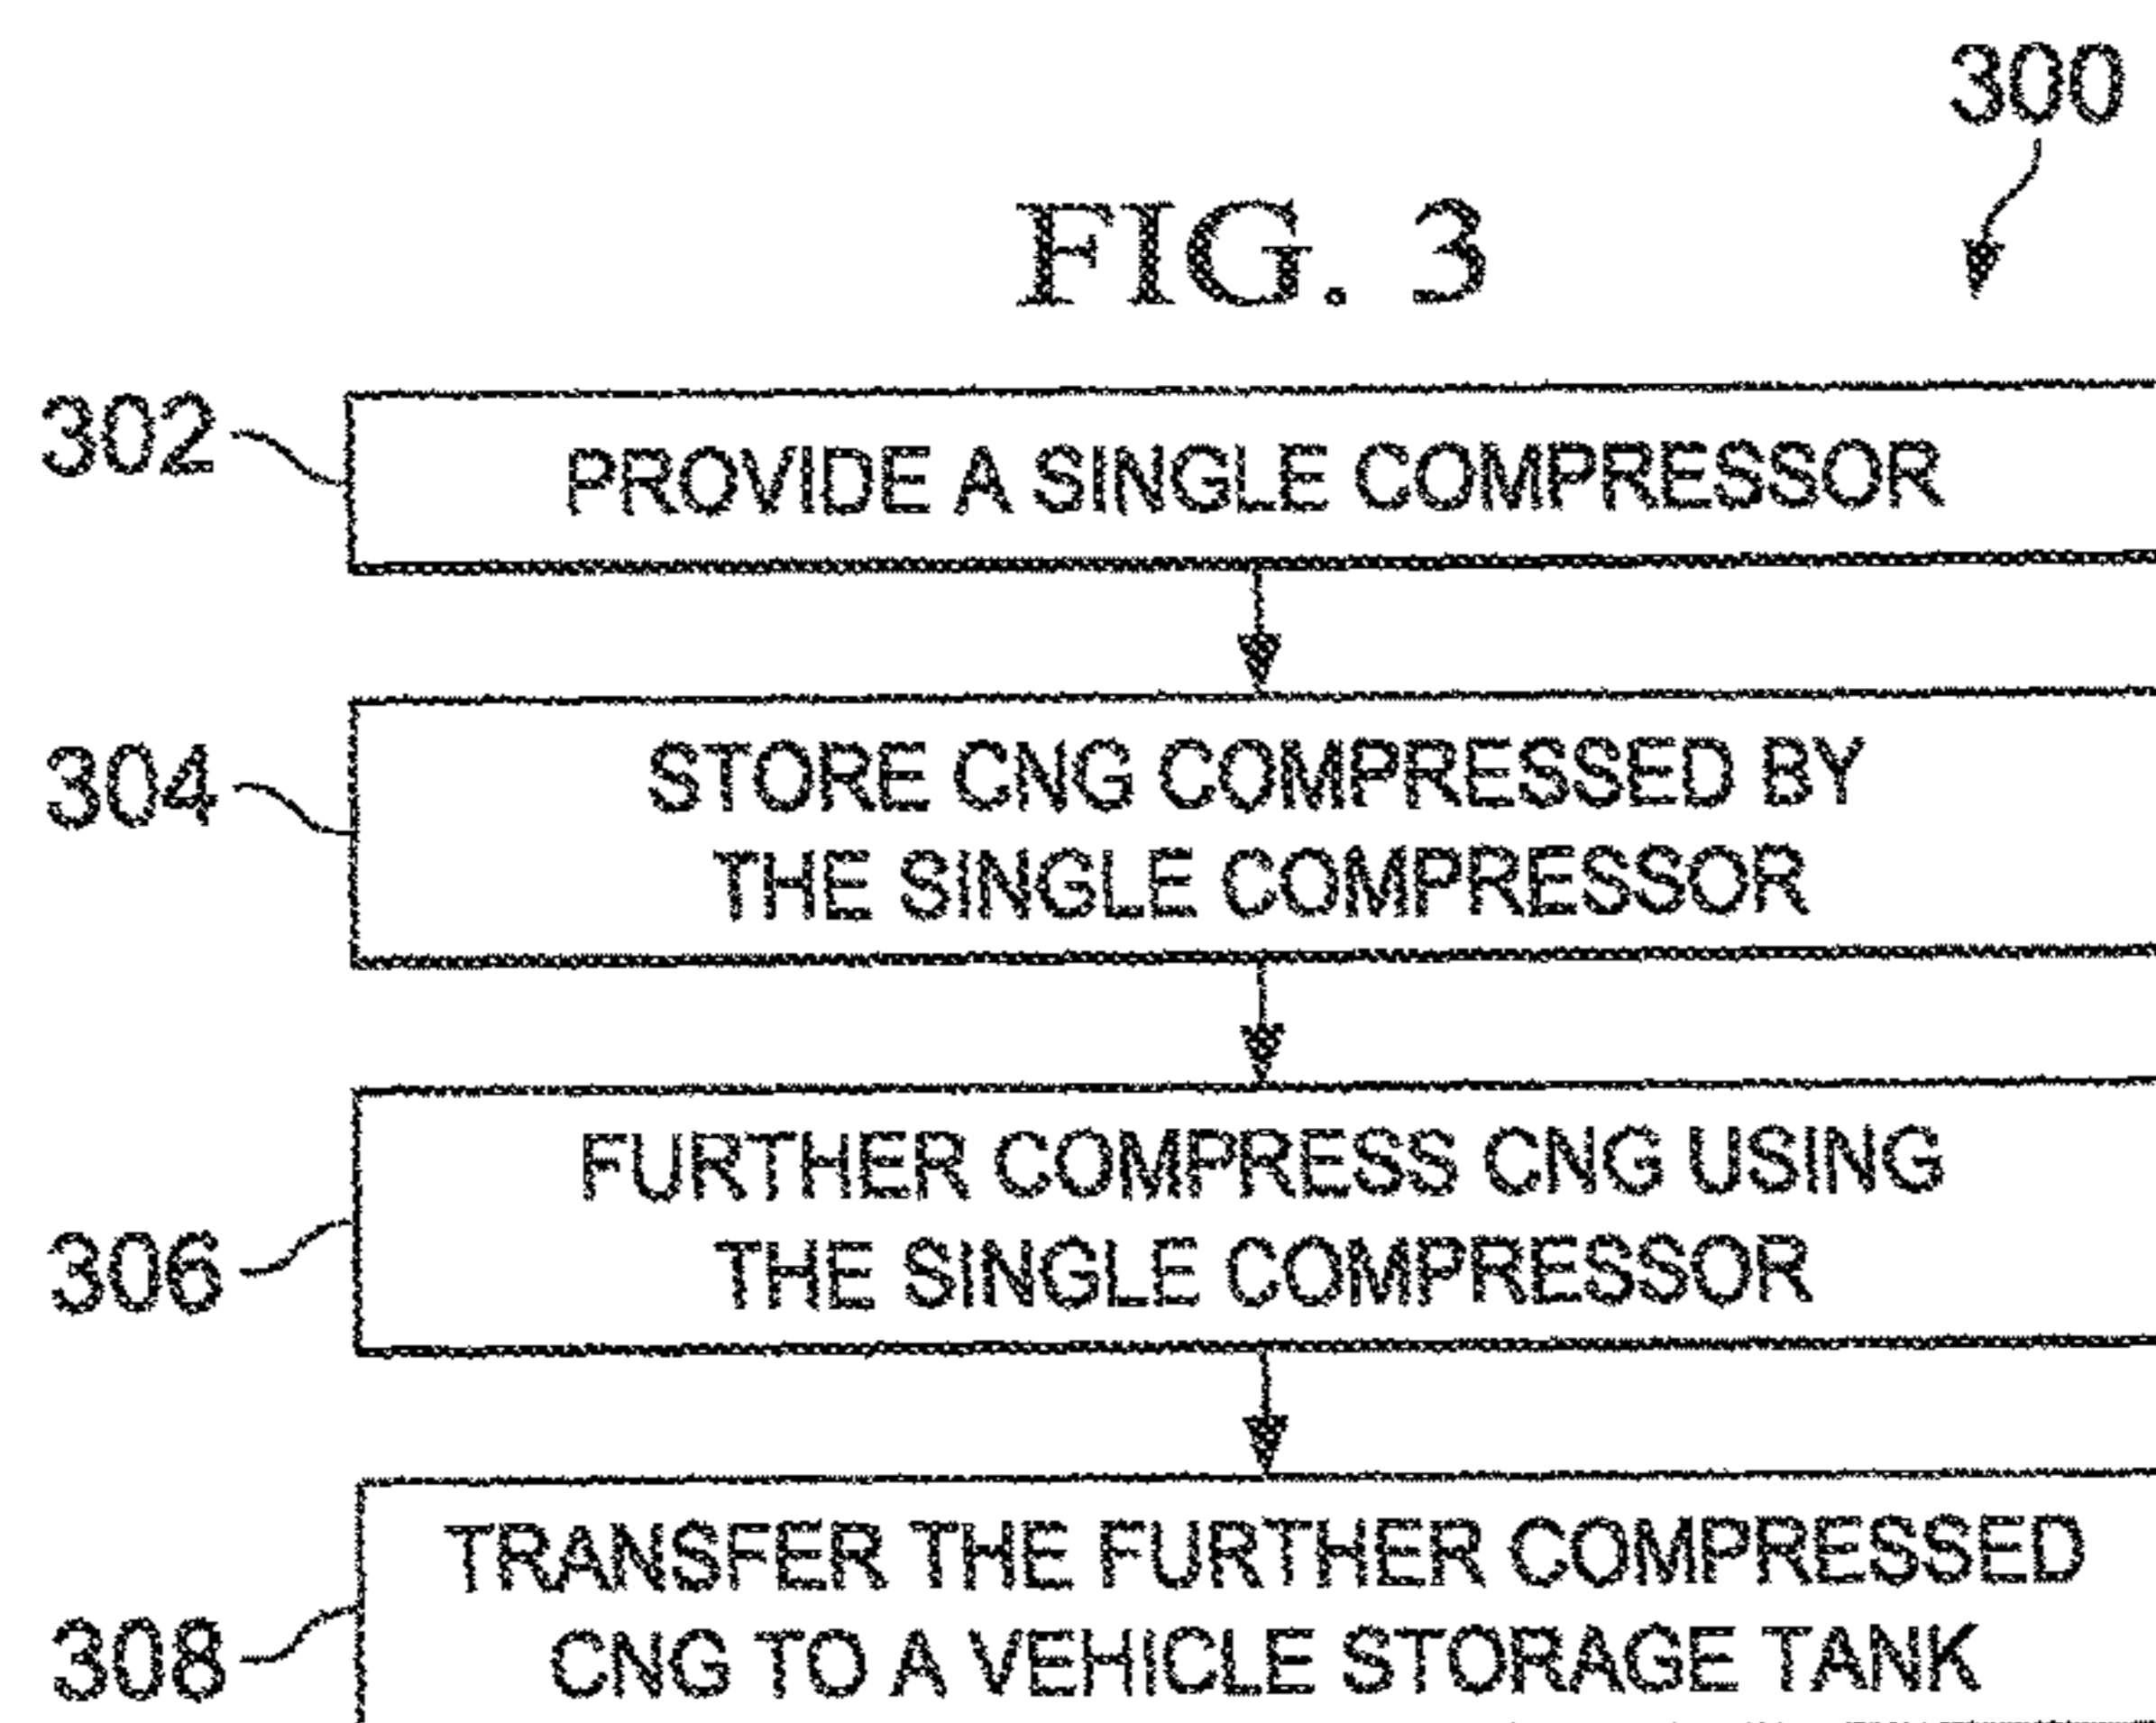 300
FIG. 3
302
PROVIDE A SINGLE COMPRESSOR
304
STORE CNG COMPRESSED BY
THE SINGLE COMPRESSOR
306
FURTHER COMPRESS CNG USING
THE SINGLE COMPRESSOR
308
TRANSFER THE FURTHER COMPRESSED
CNG TO A VEHICLE STORAGE TANK